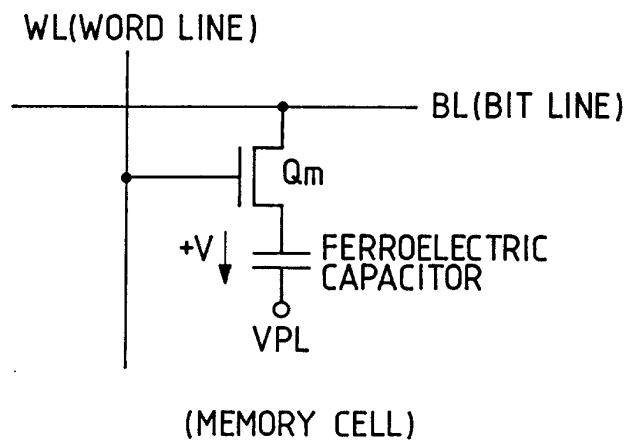 WL(WORD LINE)
BL(BIT LINE)
Qm
+V
FERROELECTRIC
CAPACITOR
VPL
(MEMORY CELL)